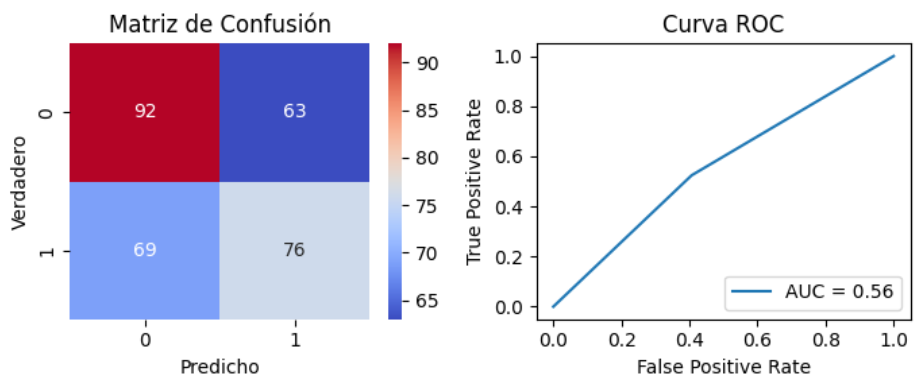 Matriz de Confusión
Verdadero
0
1
92 63
69 76
0 1
Predicho
90
85
80
75
70
65
Curva ROC
True Positive Rate
1.0
0.8
0.6
0.4
0.2
0.0
AUC = 0.56
0.0 0.2 0.4 0.6 0.8 1.0
False Positive Rate